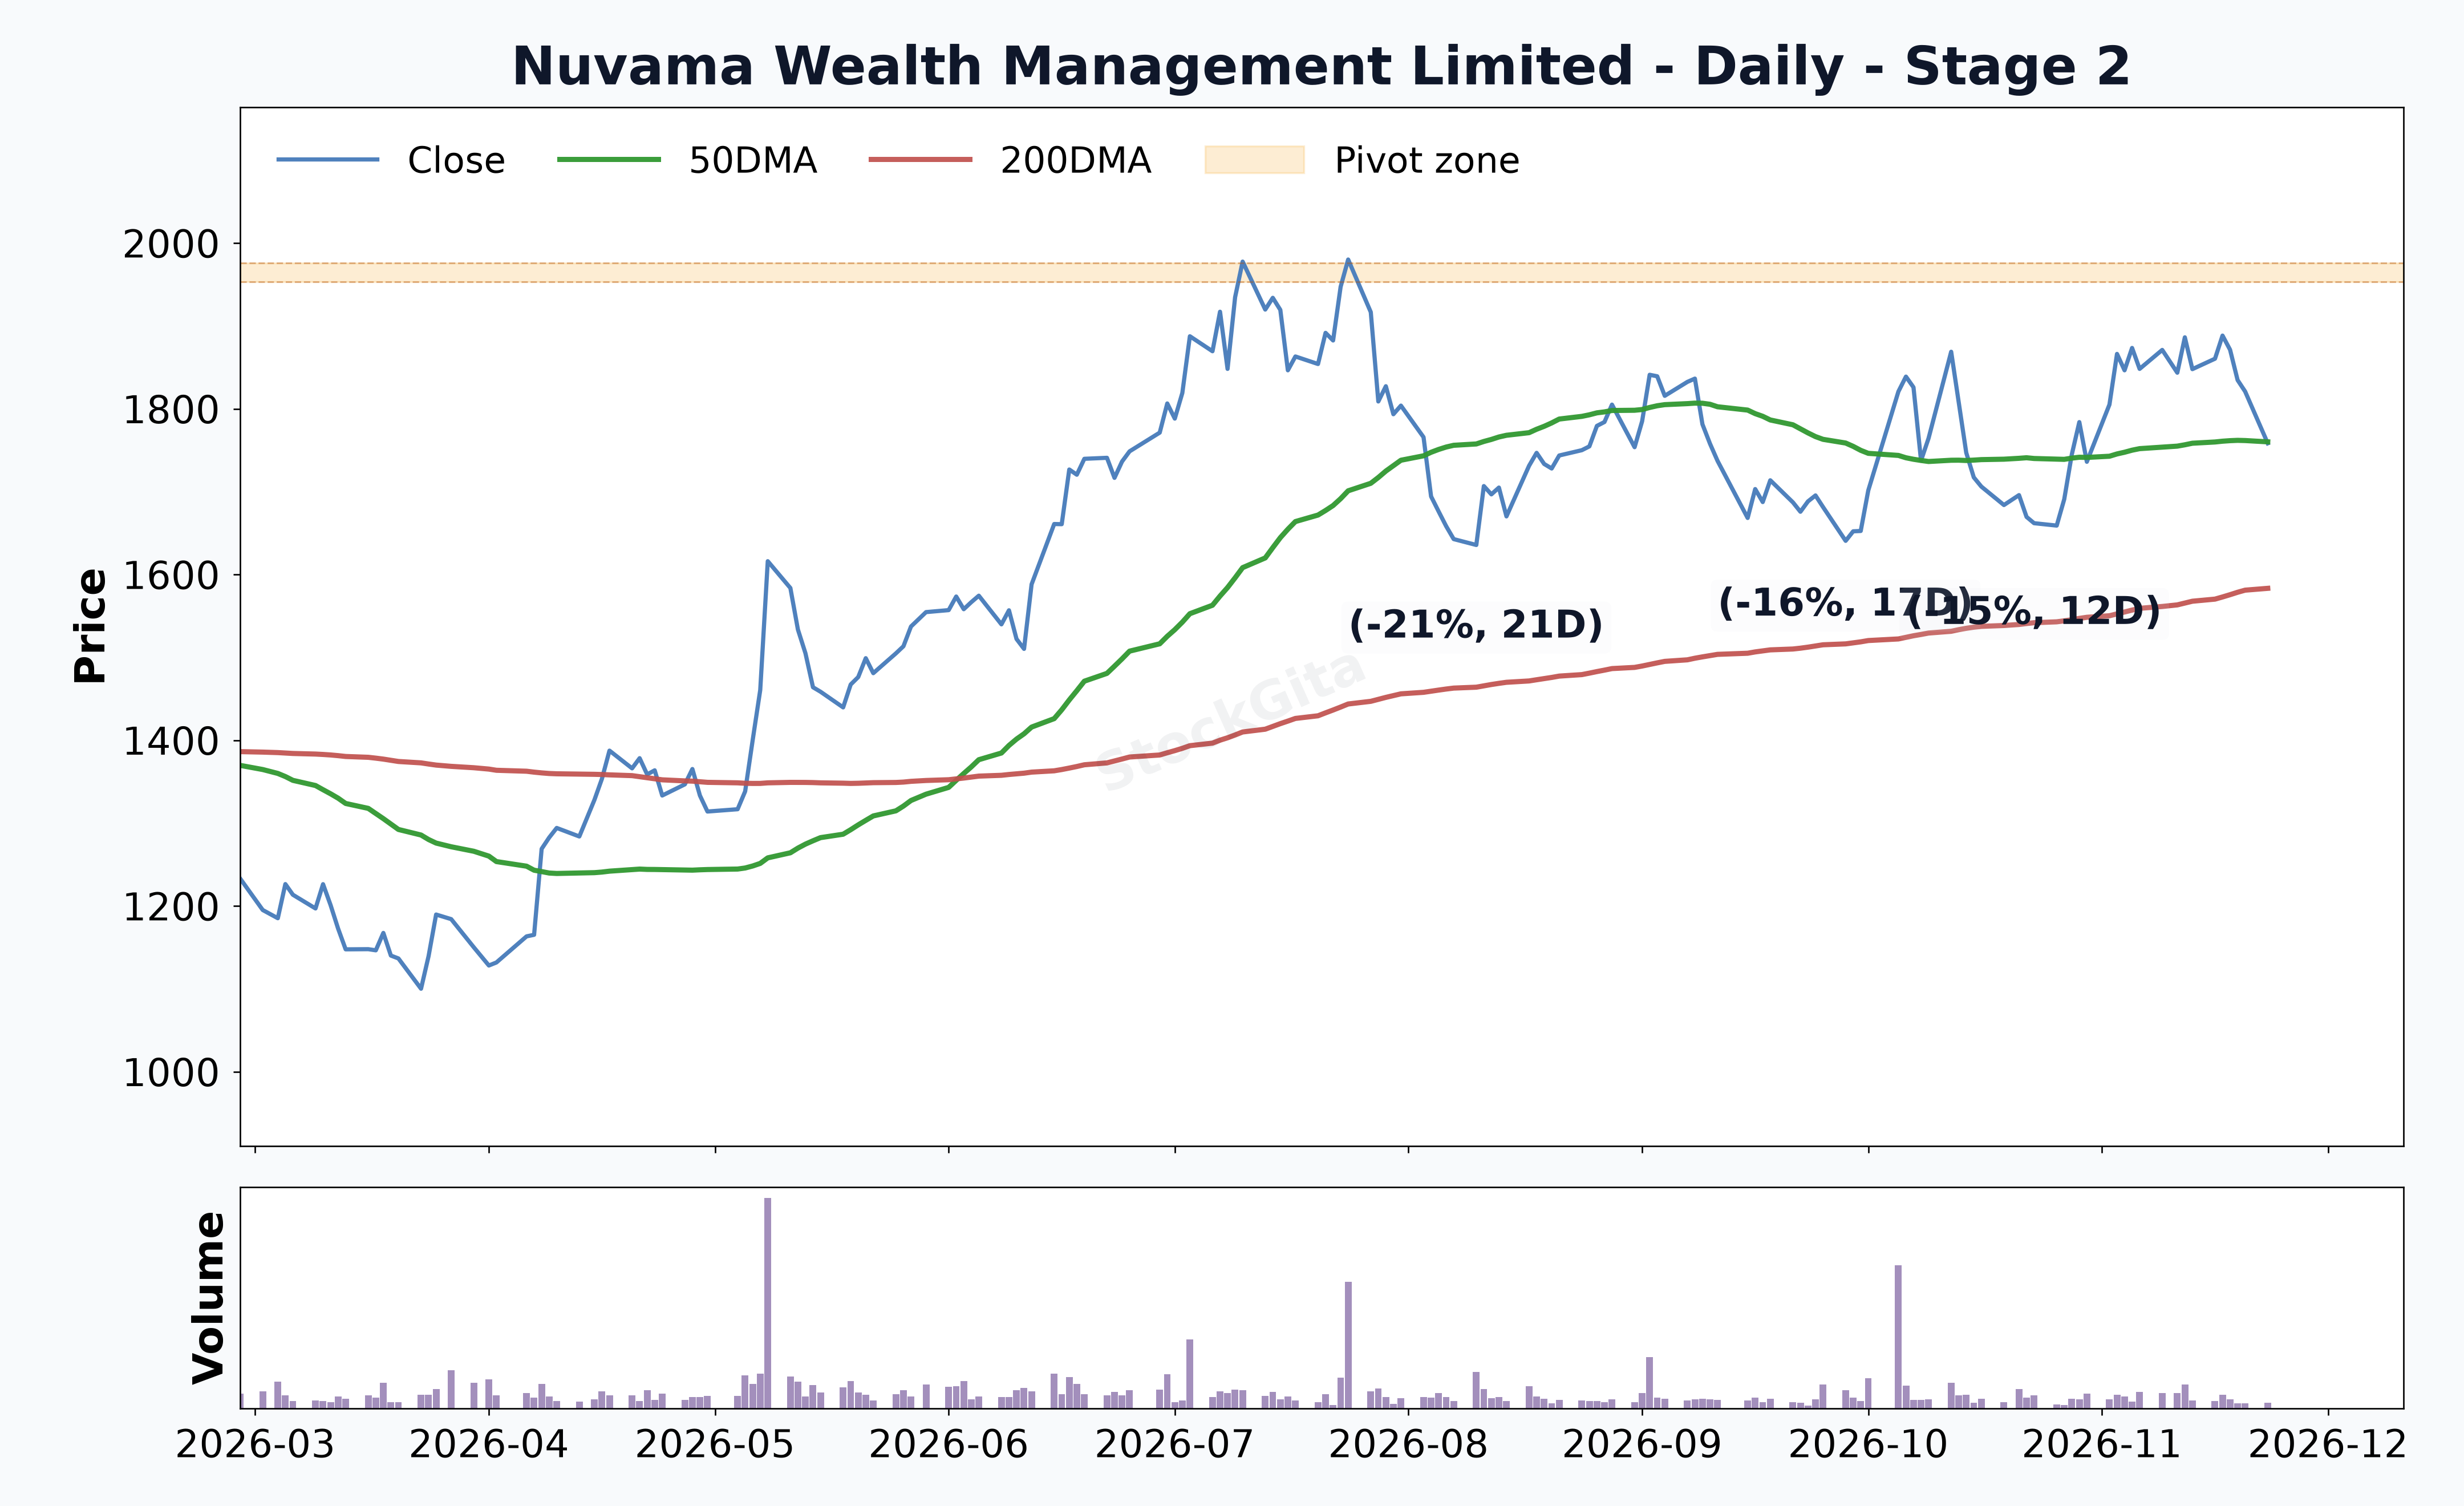 Nuvama Wealth Management Limited - Daily - Stage 2
Close 50DMA 200DMA Pivot zone
2000
1800
1600
1400
1200
1000
Price
(-21%, 21D)
(-16%, 17D)
(-15%, 12D)
StockGita
Volume
2026-03 2026-04 2026-05 2026-06 2026-07 2026-08 2026-09 2026-10 2026-11 2026-12